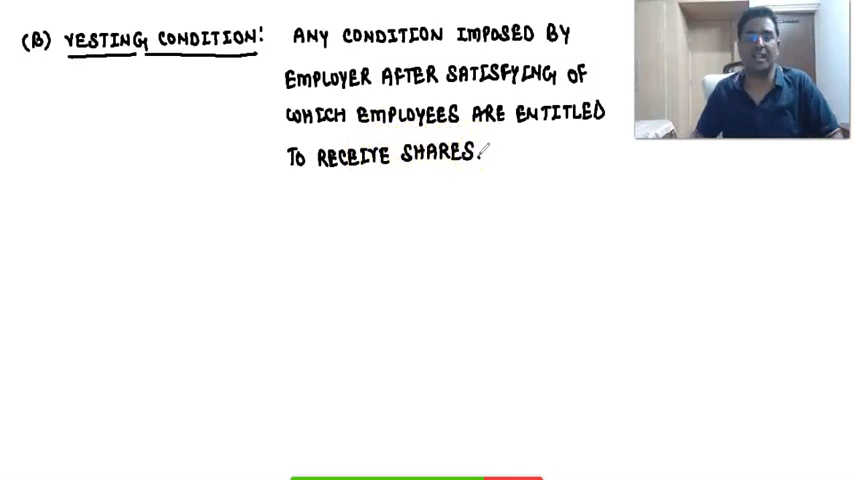 (B) VESTING CONDITION: ANY CONDITION IMPOSED BY
EMPLOYER AFTER SATISFYING OF
WHICH EMPLOYEES ARE ENTITLED
TO RECEIVE SHARES.